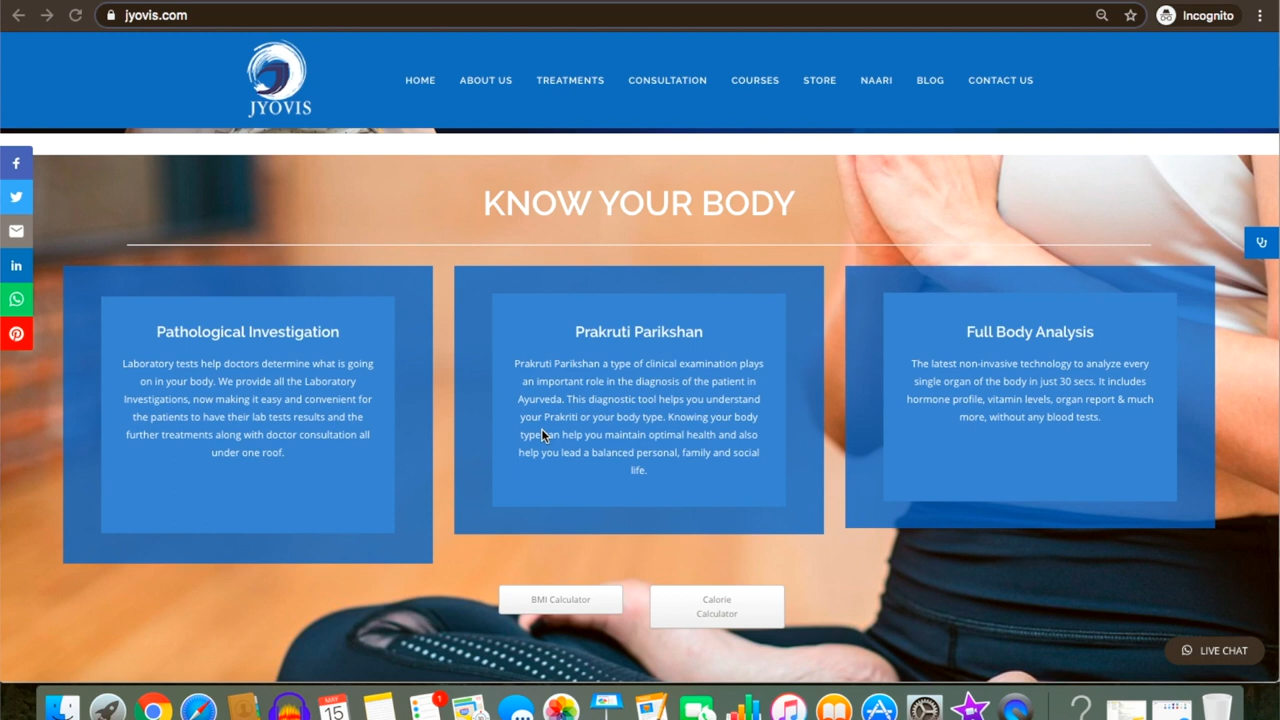 jyovis.com
Incognito
JYOVIS
HOME
ABOUT US
TREATMENTS
CONSULTATION
COURSES
STORE
NAARI
BLOG
CONTACT US
KNOW YOUR BODY
Pathological Investigation
Laboratory tests help doctors determine what is going
on in your body. We provide all the Laboratory
Investigations, now making it easy and convenient for
the patients to have their lab tests results and the
further treatments along with doctor consultation all
under one roof.
Prakruti Parikshan
Prakruti Parikshan a type of clinical examination plays
an important role in the diagnosis of the patient in
Ayurveda. This diagnostic tool helps you understand
your Prakriti or your body type. Knowing your body
type can help you maintain optimal health and also
help you lead a balanced personal, family and social
life.
Full Body Analysis
The latest non-invasive technology to analyze every
single organ of the body in just 30 secs. It includes
hormone profile, vitamin levels, organ report & much
more, without any blood tests.
BMI Calculator
Calorie
Calculator
LIVE CHAT
f
in
MAY
15
1